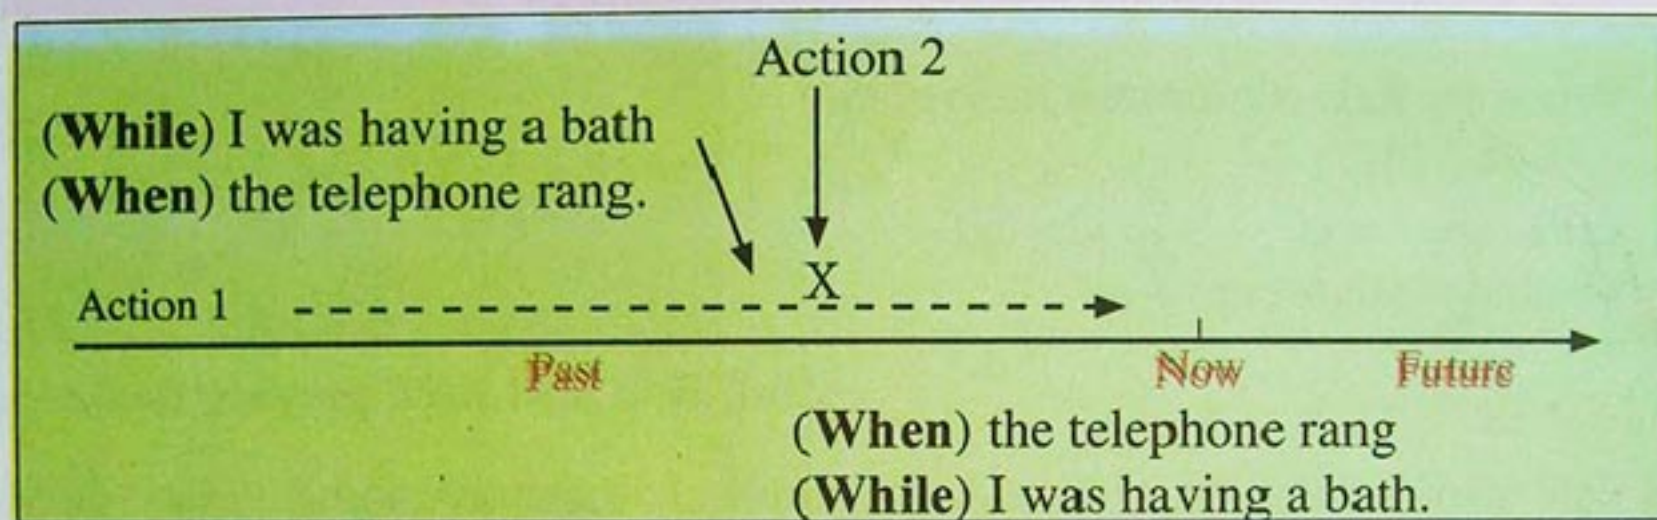 Action 2
(While) I was having a bath
(When) the telephone rang.
X
Action 1
Past Now Future
(When) the telephone rang
(While) I was having a bath.